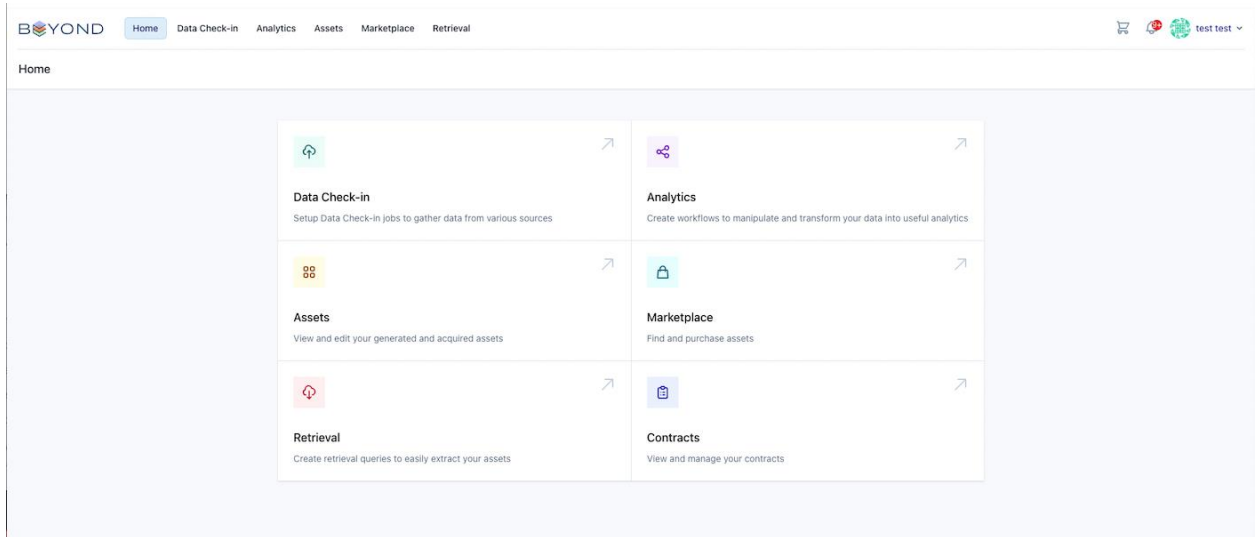 BEYOND Home Data Check-in Analytics Assets Marketplace Retrieval 9+ test test
Home
Data Check-in
Setup Data Check-in jobs to gather data from various sources
Analytics
Create workflows to manipulate and transform your data into useful analytics
Assets
View and edit your generated and acquired assets
Marketplace
Find and purchase assets
Retrieval
Create retrieval queries to easily extract your assets
Contracts
View and manage your contracts